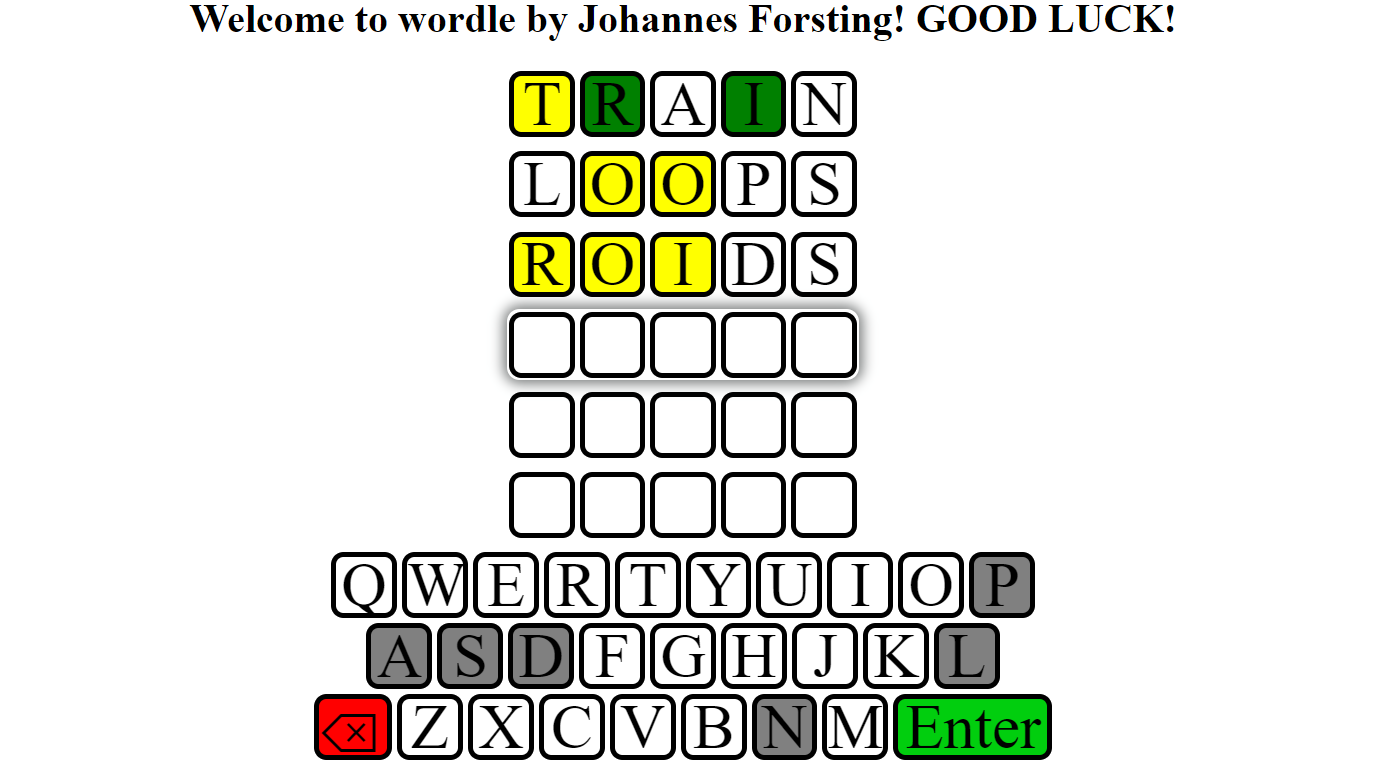 Welcome to wordle by Johannes Forsting! GOOD LUCK!
T R A I N
L O O P S
R O I D S
Q W E R T Y U I O P
A S D F G H J K L
⌫ Z X C V B N M Enter